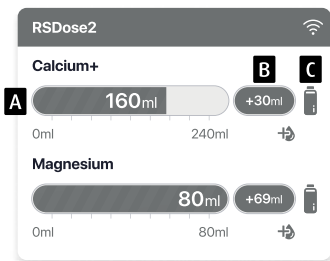 RSDose2
Calcium+
B C
A 160ml +30ml
0ml 240ml
Magnesium
80ml +69ml
0ml 80ml